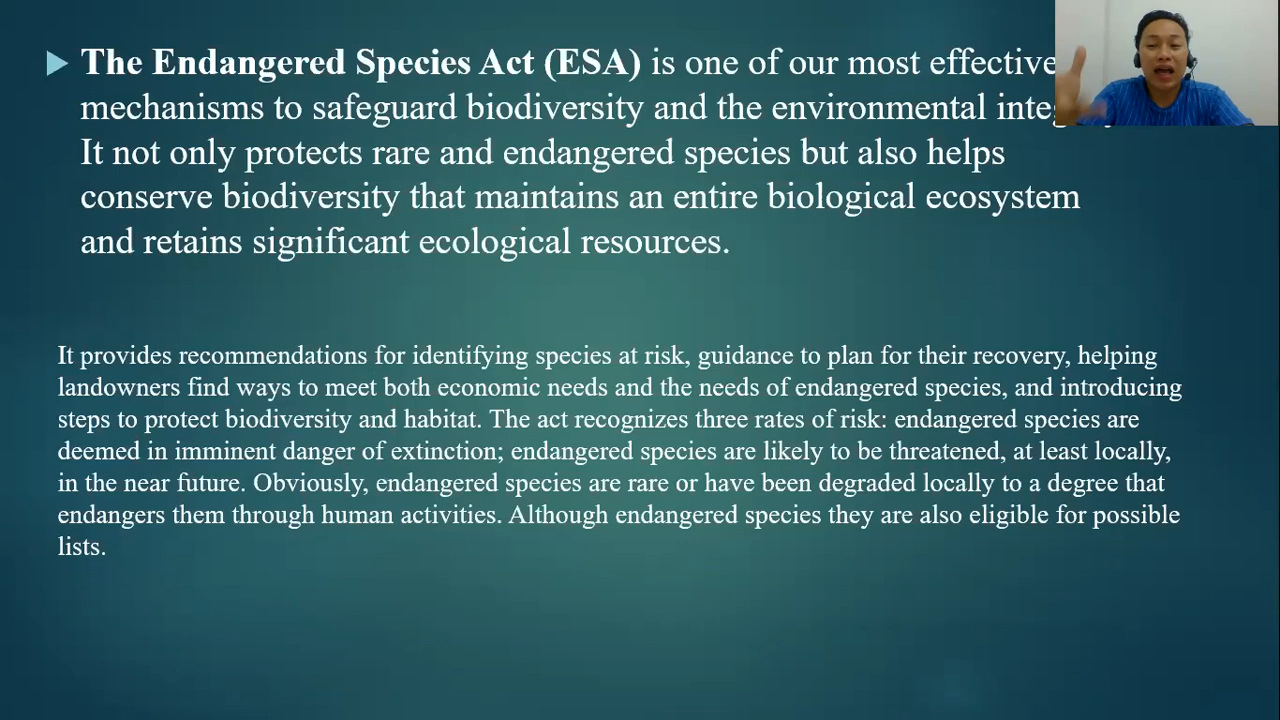 The Endangered Species Act (ESA) is one of our most effective
mechanisms to safeguard biodiversity and the environmental
It not only protects rare and endangered species but also helps
conserve biodiversity that maintains an entire biological ecosystem
and retains significant ecological resources.
It provides recommendations for identifying species at risk, guidance to plan for their recovery, helping
landowners find ways to meet both economic needs and the needs of endangered species, and introducing
steps to protect biodiversity and habitat. The act recognizes three rates of risk: endangered species are
deemed in imminent danger of extinction; endangered species are likely to be threatened, at least locally,
in the near future. Obviously, endangered species are rare or have been degraded locally to a degree that
endangers them through human activities. Although endangered species they are also eligible for possible
lists.